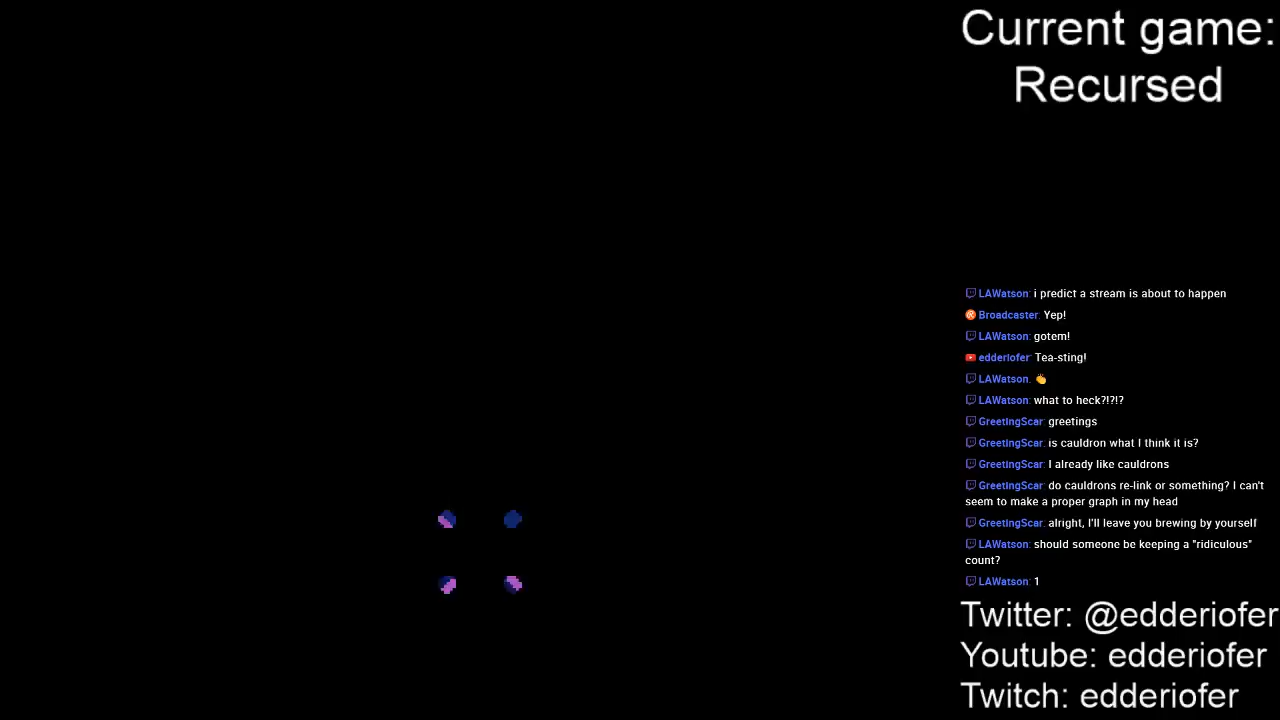 Current game:
Recursed
LAWatson: i predict a stream is about to happen
Broadcaster: Yep!
LAWatson: gotem!
edderiofer: Tea-sting!
LAWatson: 👏
LAWatson: what to heck?!?!?
GreetingScar: greetings
GreetingScar: is cauldron what I think it is?
GreetingScar: I already like cauldrons
GreetingScar: do cauldrons re-link or something? I can't
seem to make a proper graph in my head
GreetingScar: alright, I'll leave you brewing by yourself
LAWatson: should someone be keeping a "ridiculous"
count?
LAWatson: 1
Twitter: @edderiofer
Youtube: edderiofer
Twitch: edderiofer